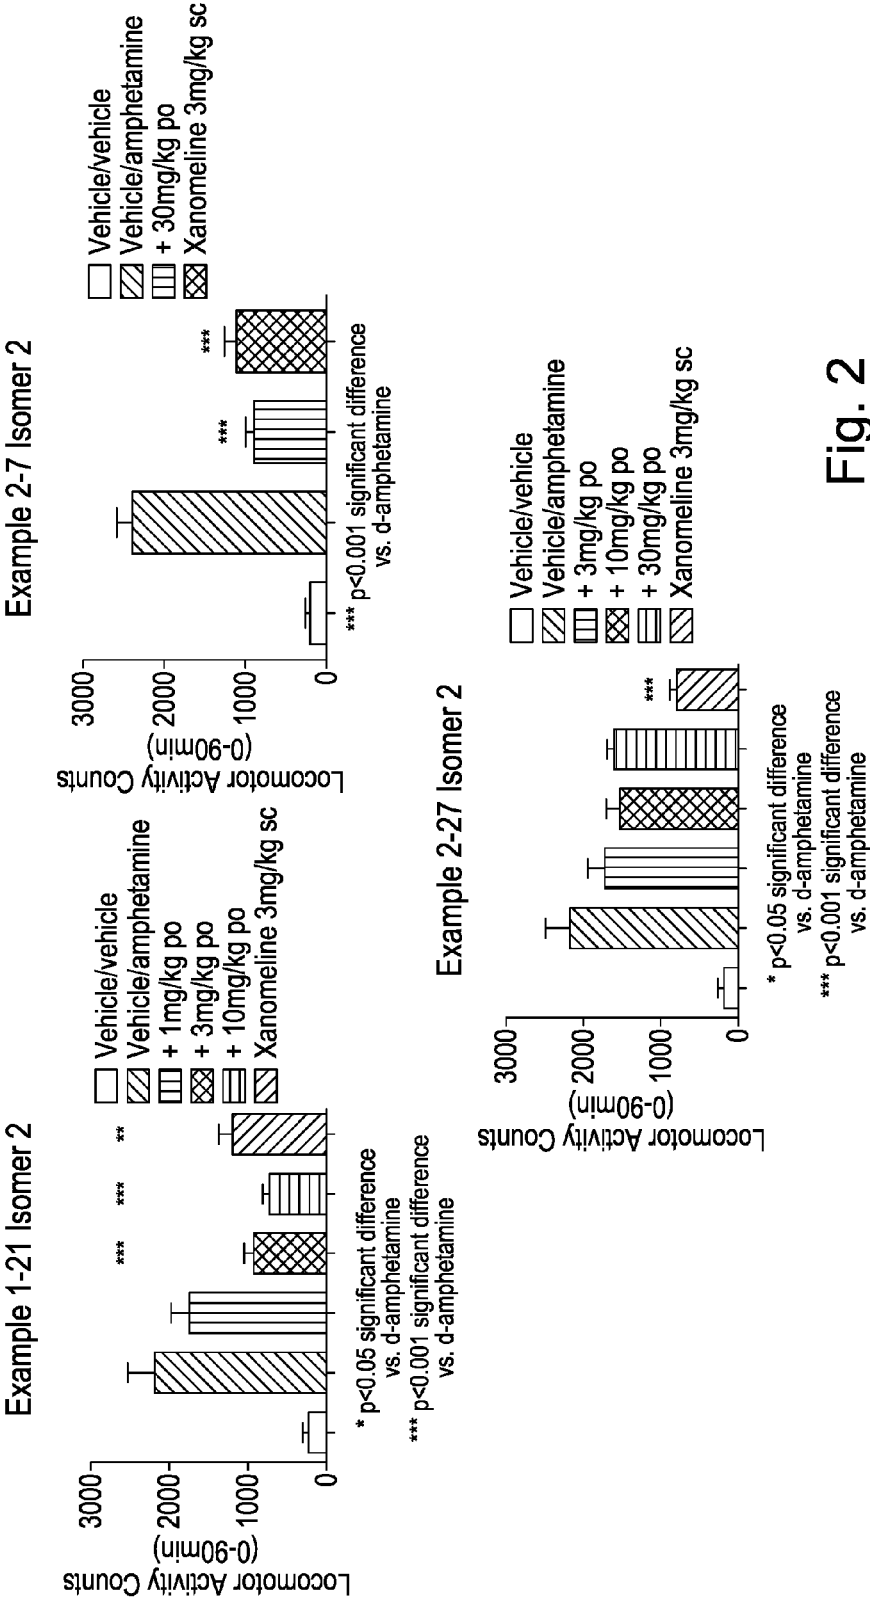 Example 1-21 Isomer 2
Locomotor Activity Counts
(0-90min)
3000
2000
1000
0
***
***
**
Vehicle/vehicle
Vehicle/amphetamine
+ 1mg/kg po
+ 3mg/kg po
+ 10mg/kg po
Xanomeline 3mg/kg sc
* p<0.05 significant difference
vs. d-amphetamine
*** p<0.001 significant difference
vs. d-amphetamine
Example 2-7 Isomer 2
Locomotor Activity Counts
(0-90min)
3000
2000
1000
0
***
***
Vehicle/vehicle
Vehicle/amphetamine
+ 30mg/kg po
Xanomeline 3mg/kg sc
*** p<0.001 significant difference
vs. d-amphetamine
Example 2-27 Isomer 2
Locomotor Activity Counts
(0-90min)
3000
2000
1000
0
***
Vehicle/vehicle
Vehicle/amphetamine
+ 3mg/kg po
+ 10mg/kg po
+ 30mg/kg po
Xanomeline 3mg/kg sc
* p<0.05 significant difference
vs. d-amphetamine
*** p<0.001 significant difference
vs. d-amphetamine
Fig. 2